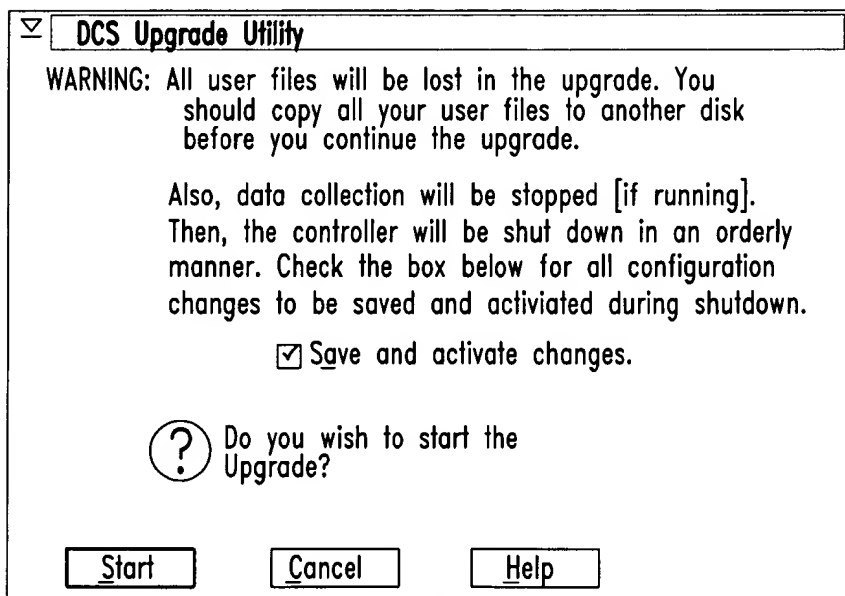 DCS Upgrade Utility
WARNING: All user files will be lost in the upgrade. You
should copy all your user files to another disk
before you continue the upgrade.
Also, data collection will be stopped [if running].
Then, the controller will be shut down in an orderly
manner. Check the box below for all configuration
changes to be saved and activiated during shutdown.
Save and activate changes.
? Do you wish to start the
Upgrade?
Start Cancel Help